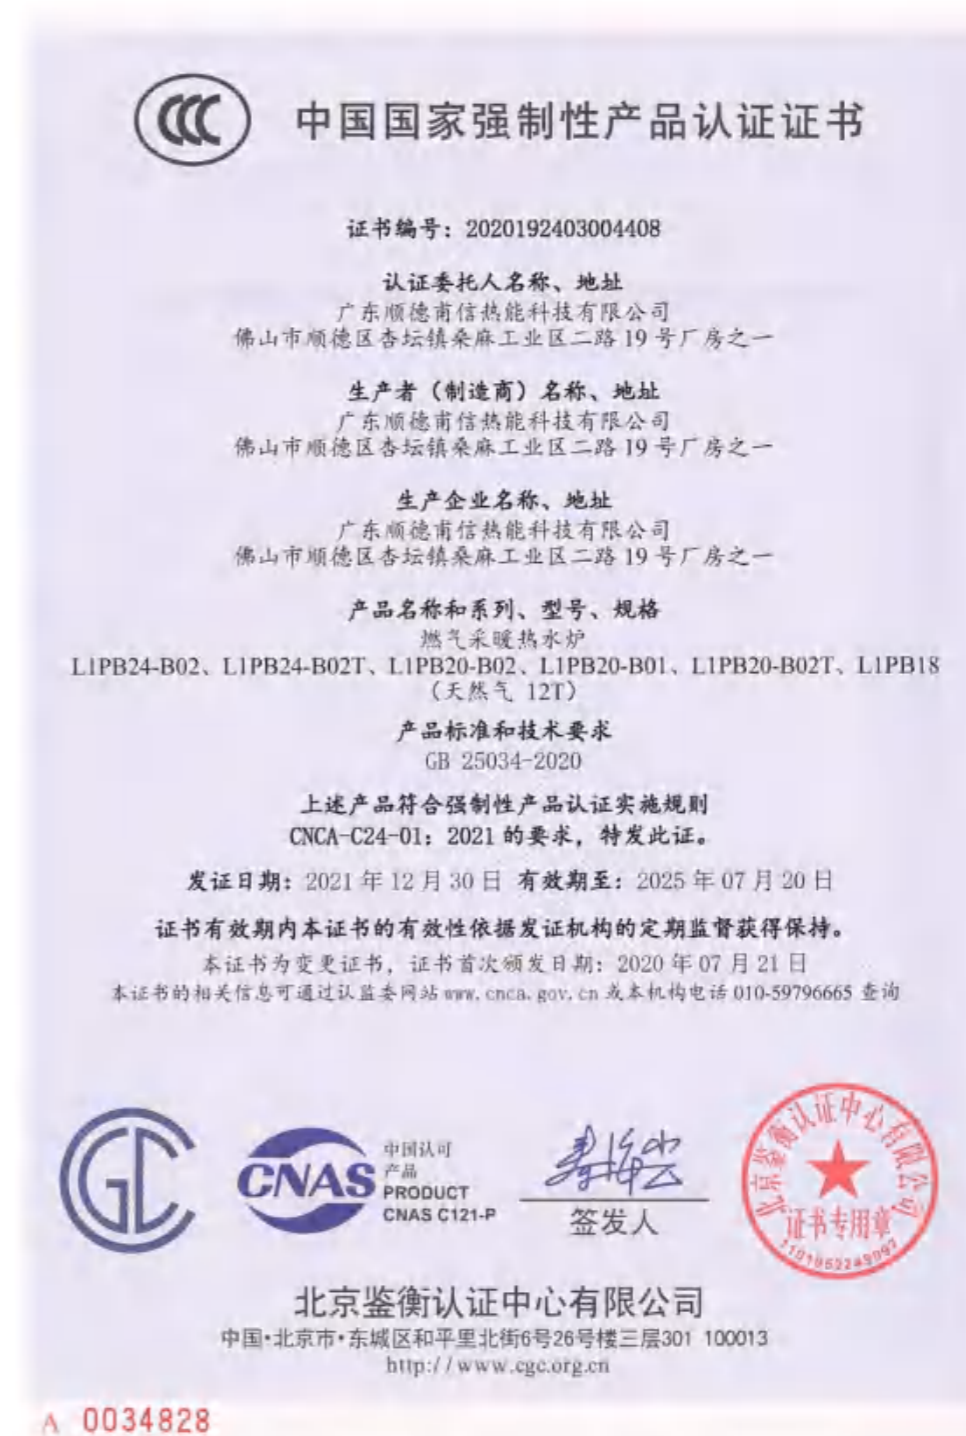 CCC
中国国家强制性产品认证证书
证书编号：2020192403004408
认证委托人名称、地址
广东顺德甫信热能科技有限公司
佛山市顺德区杏坛镇桑麻工业区二路 19 号厂房之一
生产者（制造商）名称、地址
广东顺德甫信热能科技有限公司
佛山市顺德区杏坛镇桑麻工业区二路 19 号厂房之一
生产企业名称、地址
广东顺德甫信热能科技有限公司
佛山市顺德区杏坛镇桑麻工业区二路 19 号厂房之一
产品名称和系列、型号、规格
燃气采暖热水炉
L1PB24-B02、L1PB24-B02T、L1PB20-B02、L1PB20-B01、L1PB20-B02T、L1PB18
（天然气 12T）
产品标准和技术要求
GB 25034-2020
上述产品符合强制性产品认证实施规则
CNCA-C24-01：2021 的要求，特发此证。
发证日期：2021 年 12 月 30 日 有效期至：2025 年 07 月 20 日
证书有效期内本证书的有效性依据发证机构的定期监督获得保持。
本证书为变更证书，证书首次颁发日期：2020 年 07 月 21 日
本证书的相关信息可通过认监委网站 www.cnca.gov.cn 或本机构电话 010-59796665 查询
CGC
CNAS
中国认可
产品
PRODUCT
CNAS C121-P
签发人
北京鉴衡认证中心有限公司
证书专用章
北京鉴衡认证中心有限公司
中国·北京市·东城区和平里北街6号26号楼三层301 100013
http://www.cgc.org.cn
A 0034828